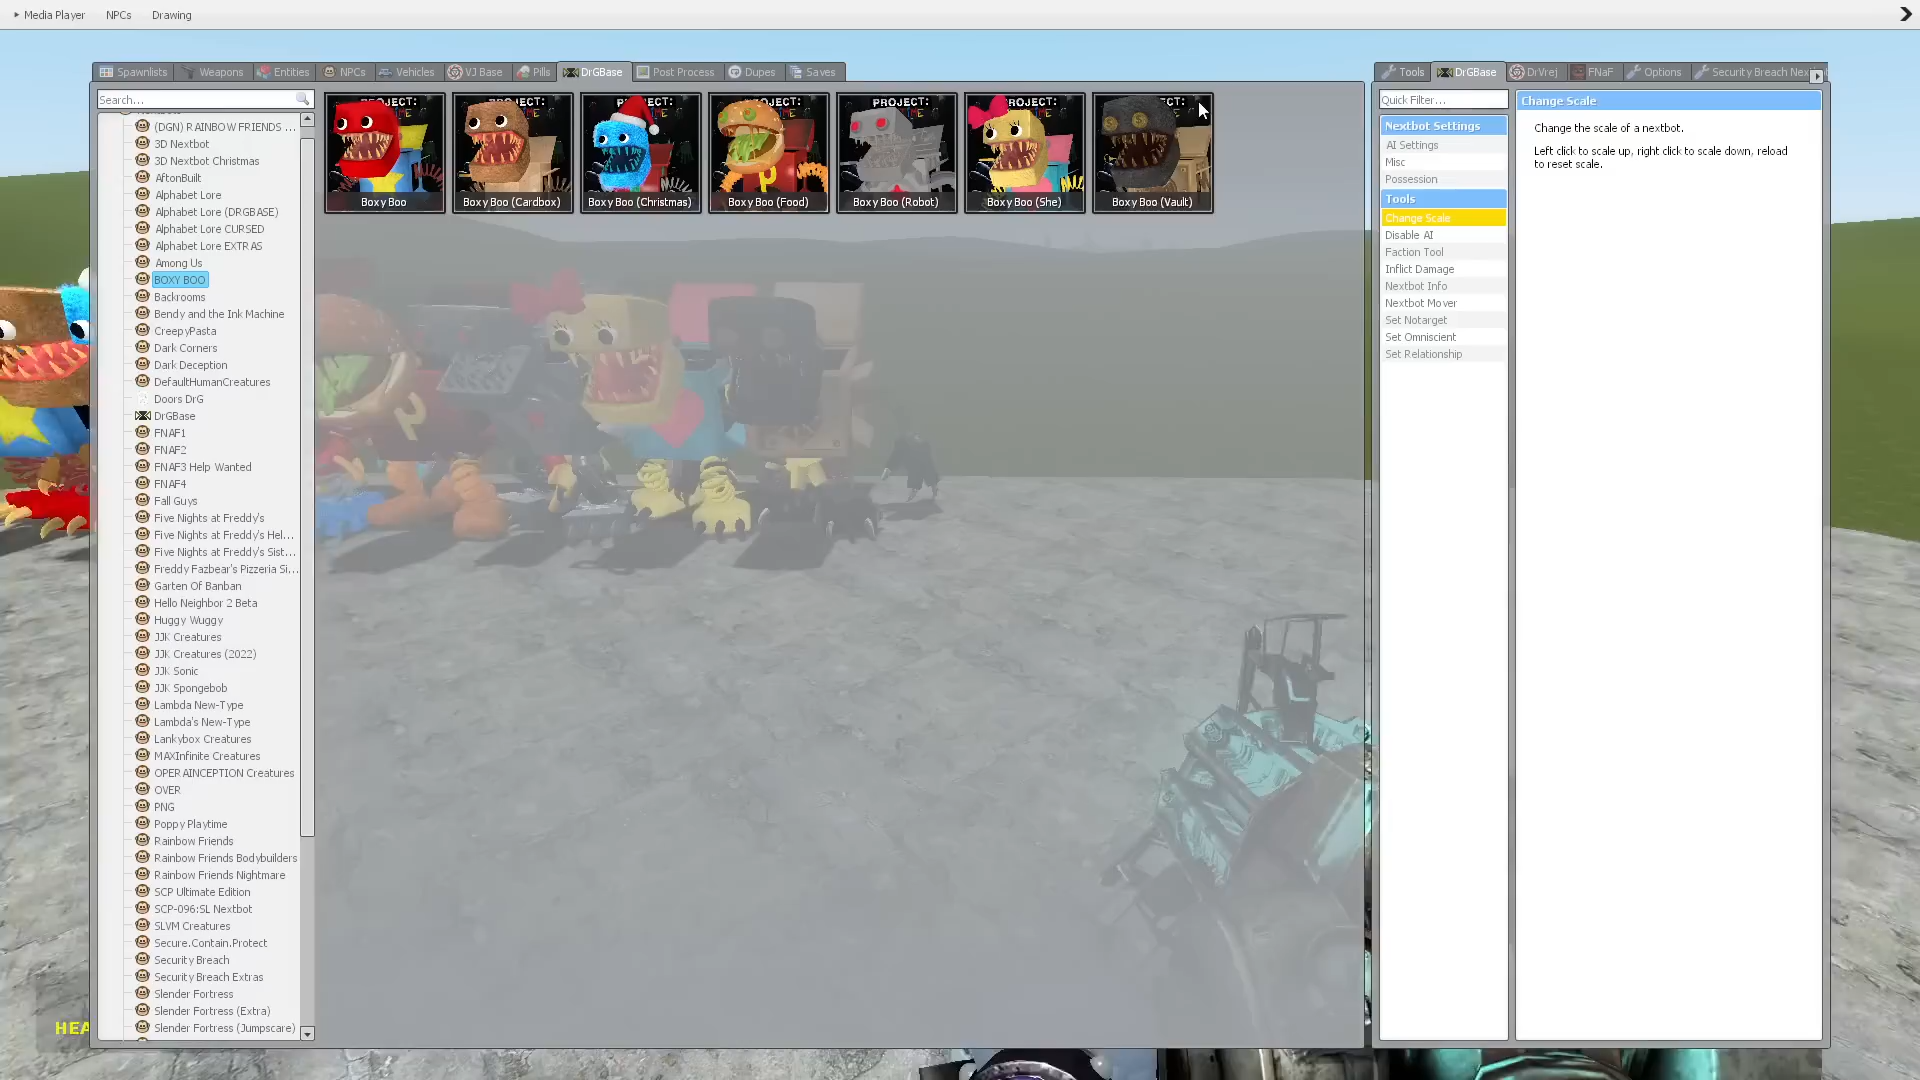 Media Player NPCs Drawing
Spawnlists Weapons Entities NPCs Vehicles VJ Base Pills DrGBase Post Process Dupes Saves
Tools DrGBase DrVrej FNaF Options Security Breach
Search...
(DGN) RAINBOW FRIENDS ...
3D Nextbot
3D Nextbot Christmas
AftonBuilt
Alphabet Lore
Alphabet Lore (DRGBASE)
Alphabet Lore CURSED
Alphabet Lore EXTRAS
Among Us
BOXY BOO
Backrooms
Bendy and the Ink Machine
CreepyPasta
Dark Corners
Dark Deception
DefaultHumanCreatures
Doors DrG
DrGBase
FNAF1
FNAF2
FNAF3 Help Wanted
FNAF4
Fall Guys
Five Nights at Freddy's
Five Nights at Freddy's Hel...
Five Nights at Freddy's Sist...
Freddy Fazbear's Pizzeria Si...
Garten Of Banban
Hello Neighbor 2 Beta
Huggy Wuggy
JJK Creatures
JJK Creatures (2022)
JJK Sonic
JJK Spongebob
Lambda New-Type
Lambda's New-Type
Lankybox Creatures
MAXInfinite Creatures
OPERAINCEPTION Creatures
OVER
PNG
Poppy Playtime
Rainbow Friends
Rainbow Friends Bodybuilders
Rainbow Friends Nightmare
SCP Ultimate Edition
SCP-096:SL Nextbot
SLVM Creatures
Secure.Contain.Protect
Security Breach
Security Breach Extras
Slender Fortress
Slender Fortress (Extra)
Slender Fortress (Jumpscare)
Boxy Boo
Boxy Boo (Cardbox)
Boxy Boo (Christmas)
Boxy Boo (Food)
PROJECT:
Boxy Boo (Robot)
Boxy Boo (She)
Boxy Boo (Vault)
Quick Filter...
Nextbot Settings
AI Settings
Misc
Possession
Tools
Change Scale
Disable AI
Faction Tool
Inflict Damage
Nextbot Info
Nextbot Mover
Set Notarget
Set Omniscient
Set Relationship
Change Scale
Change the scale of a nextbot.
Left click to scale up, right click to scale down, reload
to reset scale.
HEA